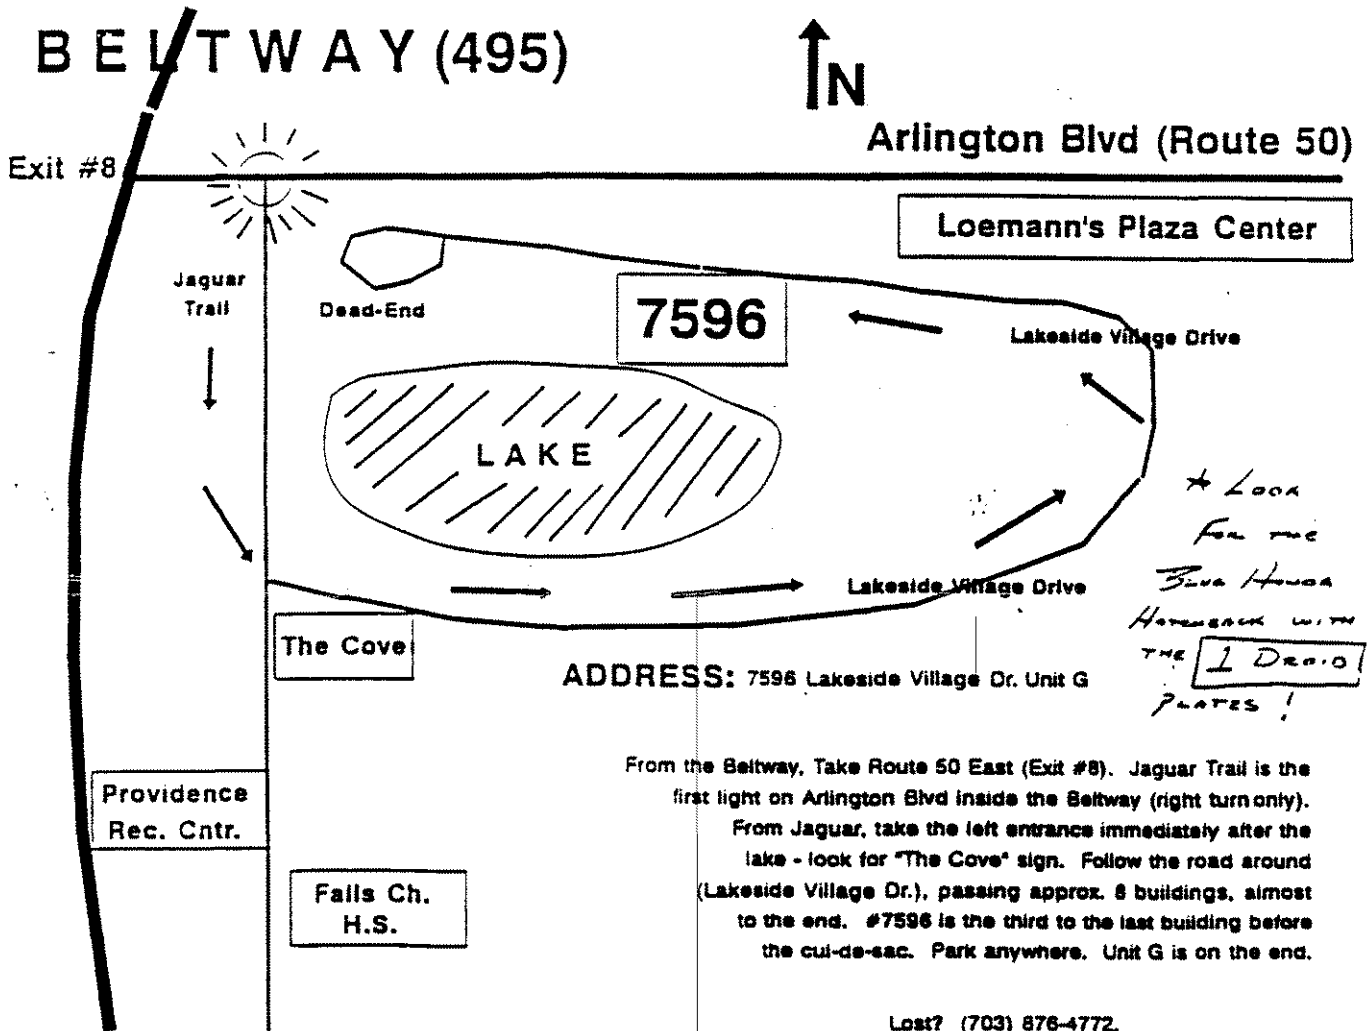 BELTWAY (495)
N
Arlington Blvd (Route 50)
Exit #8
Loemann's Plaza Center
Jaguar
Trail
Dead-End
7596
Lakeside Village Drive
LAKE
* LOOK
FOR THE
BLUE HONDA
HATCHBACK WITH
THE 1 DROID
PLATES !
Lakeside Village Drive
The Cove
ADDRESS: 7596 Lakeside Village Dr. Unit G
From the Beltway, Take Route 50 East (Exit #8). Jaguar Trail is the
first light on Arlington Blvd inside the Beltway (right turn only).
From Jaguar, take the left entrance immediately after the
lake - look for "The Cove" sign. Follow the road around
(Lakeside Village Dr.), passing approx. 8 buildings, almost
to the end. #7596 is the third to the last building before
the cul-de-sac. Park anywhere. Unit G is on the end.
Providence
Rec. Cntr.
Falls Ch.
H.S.
Lost? (703) 876-4772.